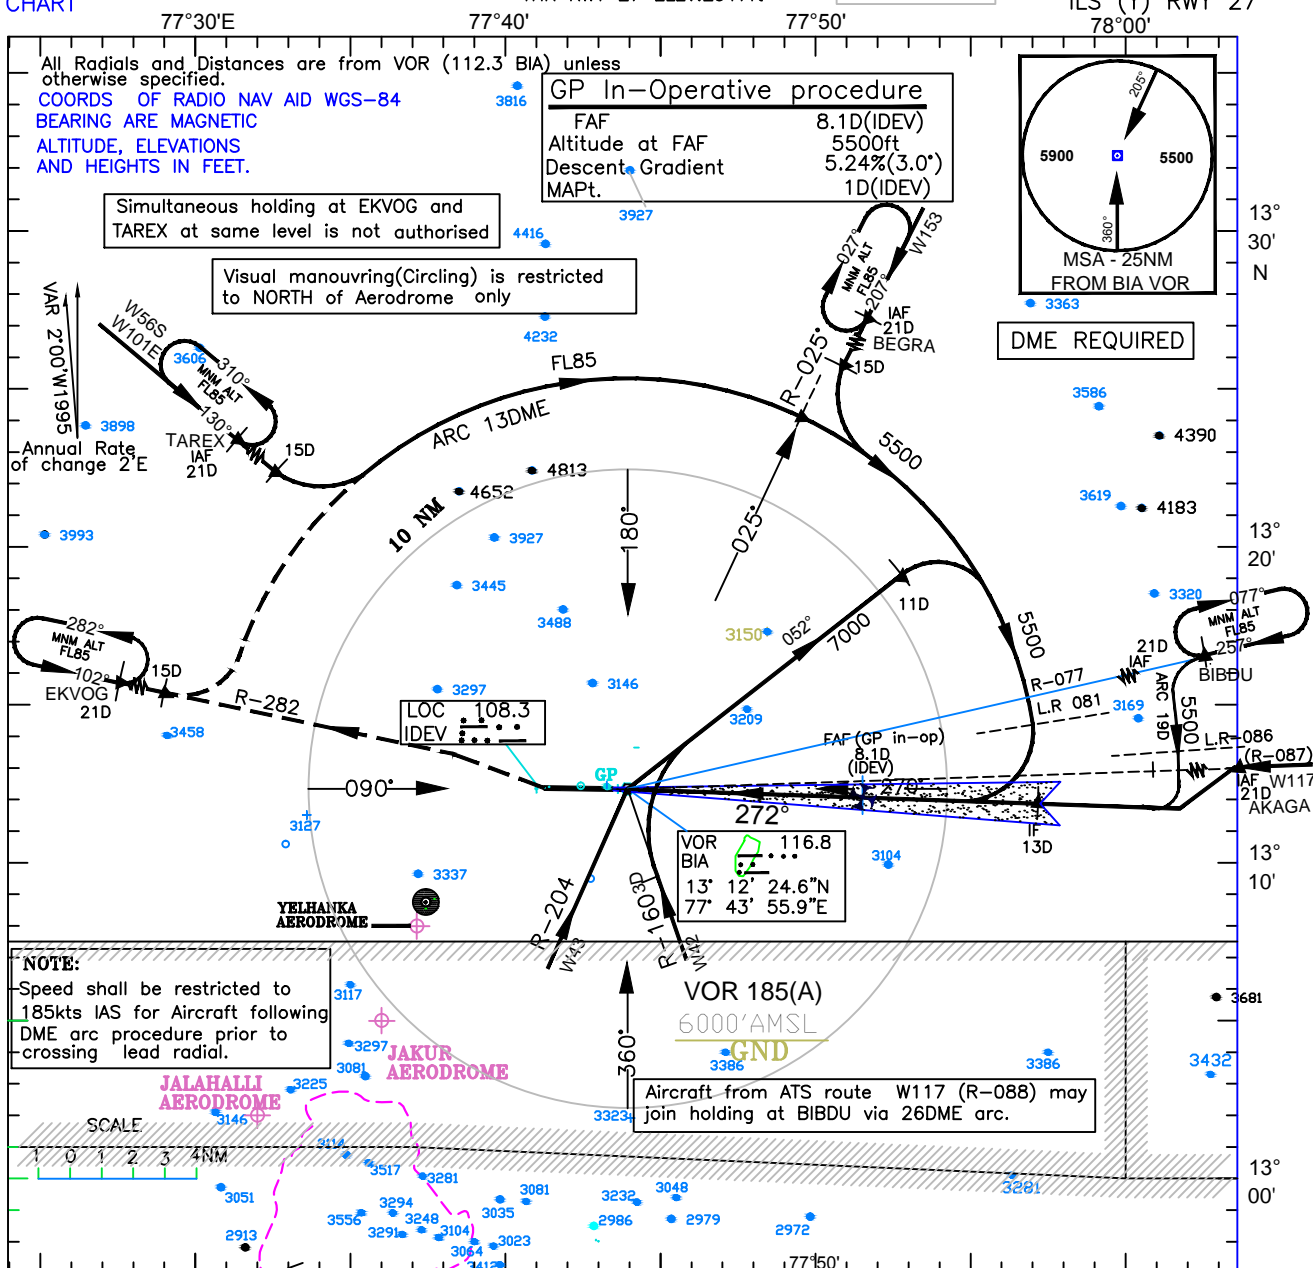 CHART
ILS (Y) RWY 27
77°30'E
77°40'
77°50'
78°00'
All Radials and Distances are from VOR (112.3 BIA) unless
otherwise specified.
COORDS OF RADIO NAV AID WGS-84
BEARING ARE MAGNETIC
ALTITUDE, ELEVATIONS
AND HEIGHTS IN FEET.
3816
GP In-Operative procedure
FAF 8.1D(IDEV)
Altitude at FAF 5500ft
Descent Gradient 5.24%(3.0°)
MAPt. 1D(IDEV)
3927
205°
5900
5500
360°
MSA - 25NM
FROM BIA VOR
13°
30'
N
Simultaneous holding at EKVOG and
TAREX at same level is not authorised
4416
Visual manouvring(Circling) is restricted
to NORTH of Aerodrome only
4232
VAR 2°00'W1995
Annual Rate
of change 2'E
W56S
W101E
3606
310°
MNM ALT
FL85
130°
TAREX
IAF
21D
15D
3898
FL85
ARC 13DME
027°
MNM ALT
FL85
207°
W153
IAF
21D
BEGRA
15D
R-025°
3363
DME REQUIRED
3586
4390
5500
4813
4652
10 NM
180°
025°
3619
4183
3993
3927
3445
3488
13°
20'
11D
3150
052°
7000
5500
3320
077°
MNM ALT
FL85
257°
BIBDU
21D
IAF
282°
MNM ALT
FL85
102°
EKVOG
21D
15D
R-282
3297
3146
3458
3209
R-077
L.R 081
3169
ARC 19D
5500
L.R-086
(R-087)
LOC 108.3
IDEV
GP
FAF(GP in-op)
8.1D
(IDEV)
270°
272°
IF
13D
AF
21D
W117
AKAGA
090°
3127
3337
VOR 116.8
BIA
13° 12' 24.6"N
77° 43' 55.9"E
3104
13°
10'
YELHANKA
AERODROME
R-204
W43
R-160
3D
W42
NOTE:
Speed shall be restricted to
185kts IAS for Aircraft following
DME arc procedure prior to
crossing lead radial.
3117
3297
JAKUR
AERODROME
3081
3225
JALAHALLI
AERODROME
3146
360°
VOR 185(A)
6000'AMSL
GND
3386
3386
3681
3432
3323
Aircraft from ATS route W117 (R-088) may
join holding at BIBDU via 26DME arc.
SCALE
1 0 1 2 3 4NM
3114
3517
3281
3281
13°
00'
3051
3556
3294
3248
3291
3104
3064
3035
3081
3023
3412
3232
3048
2986
2979
2972
2913
77°50'